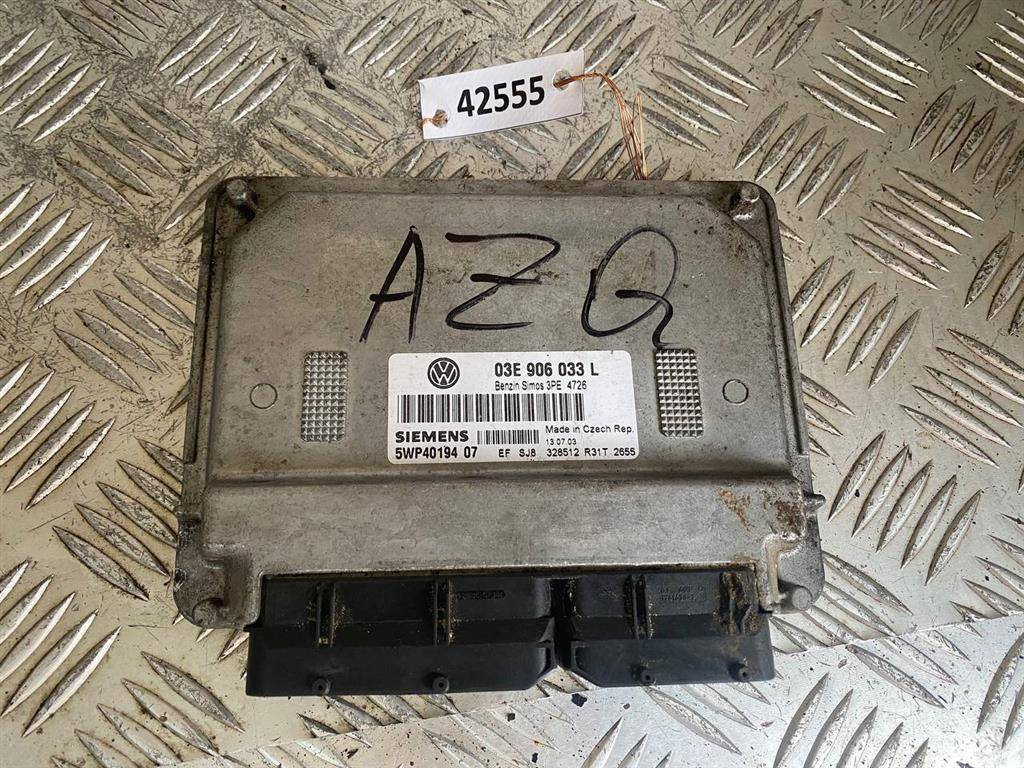 42555
AZQ
03E 906 033 L
Benzin Simos 3PE 4726
SIEMENS
Made in Czech Rep.
13.07.03
5WP40194 07
EF SJ8 328512 R31T 2655